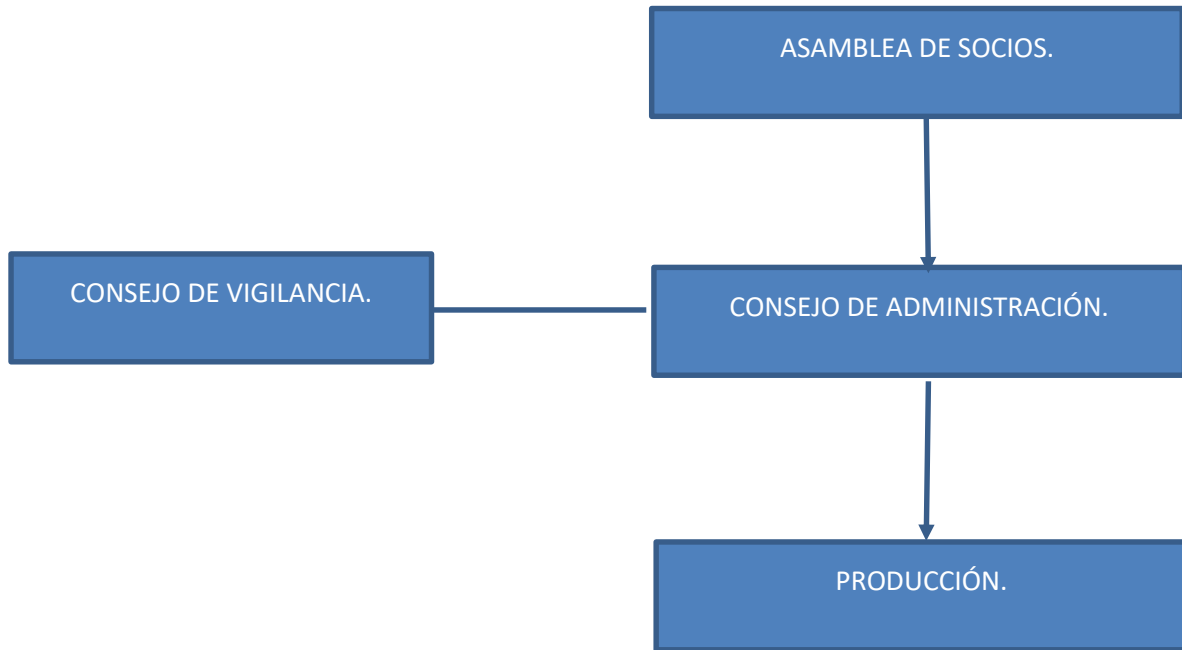 ASAMBLEA DE SOCIOS.
CONSEJO DE VIGILANCIA.
CONSEJO DE ADMINISTRACIÓN.
PRODUCCIÓN.